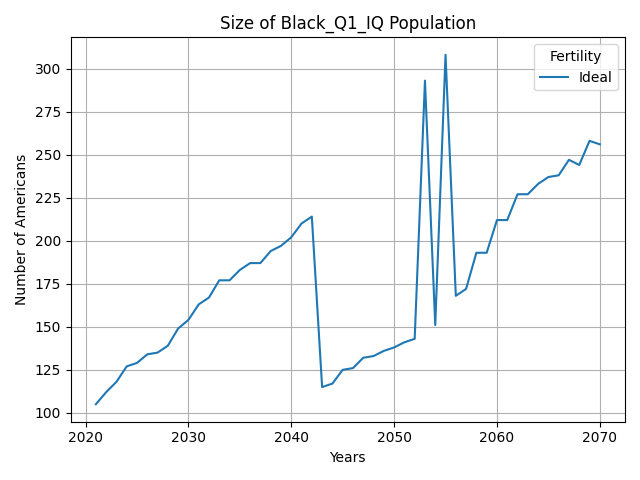 Size of Black_Q1_IQ Population
Number of Americans
300
275
250
225
200
175
150
125
100
Fertility
Ideal
2020 2030 2040 2050 2060 2070
Years